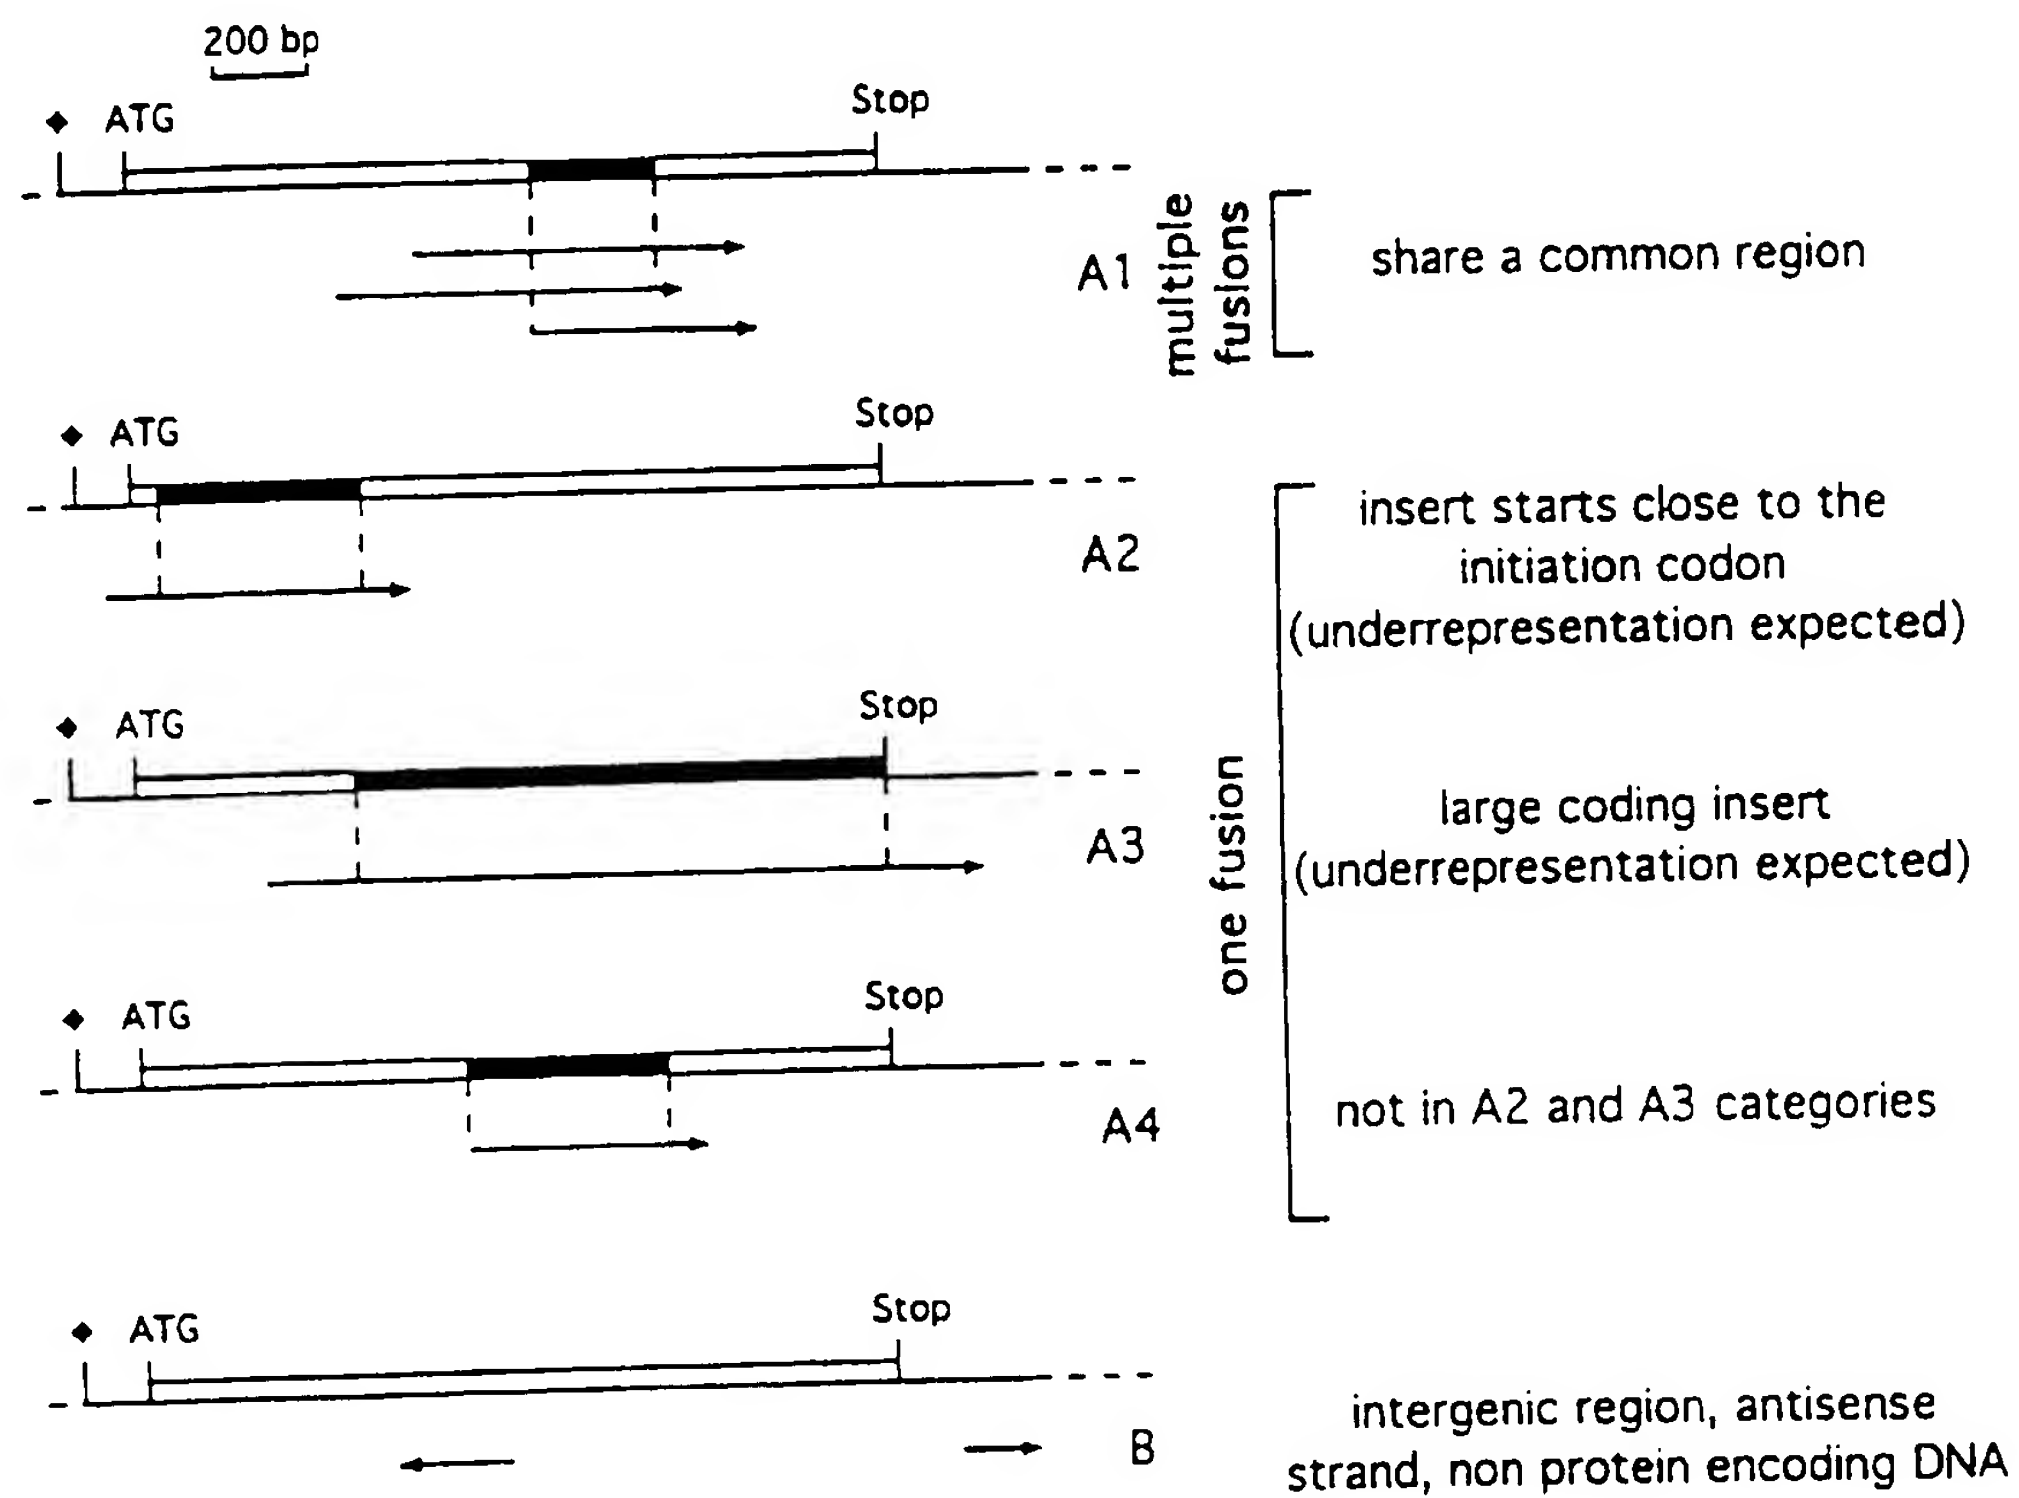 200 bp
◆ ATG Stop
A1
multiple
fusions
share a common region
◆ ATG Stop
A2
insert starts close to the
initiation codon
(underrepresentation expected)
◆ ATG Stop
A3
one fusion
large coding insert
(underrepresentation expected)
◆ ATG Stop
A4
not in A2 and A3 categories
◆ ATG Stop
B
intergenic region, antisense
strand, non protein encoding DNA